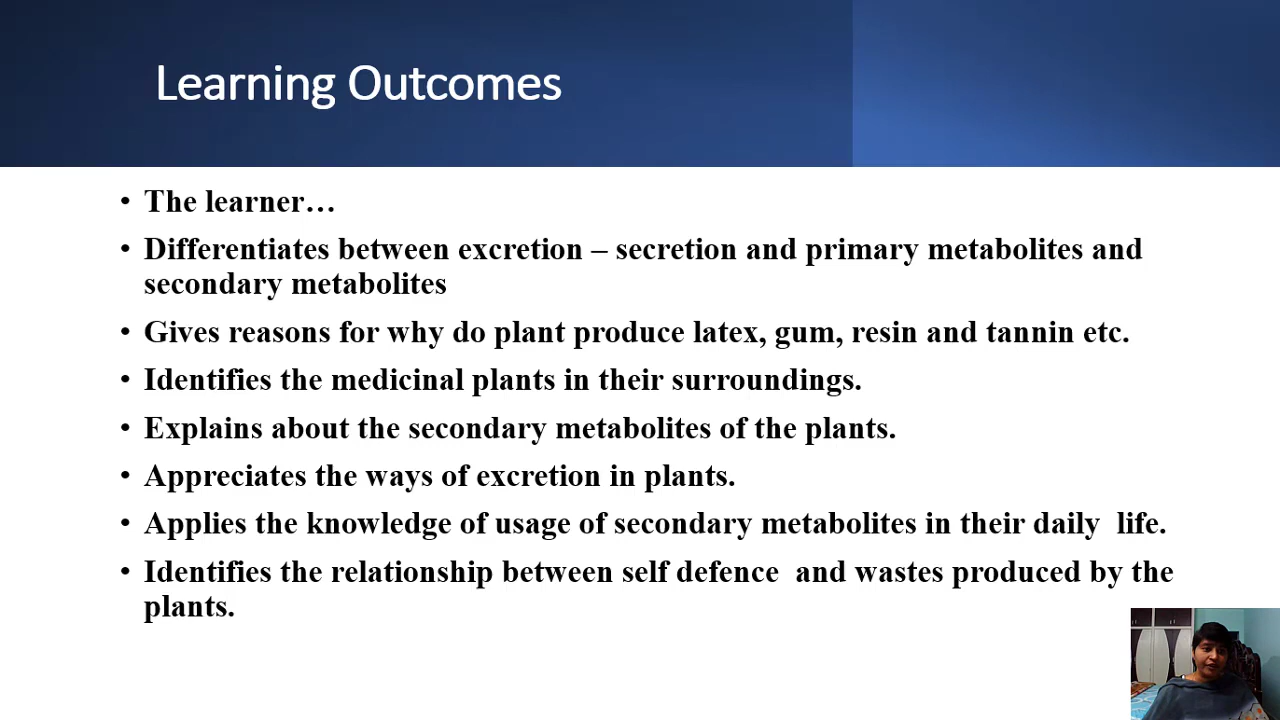 Learning Outcomes
• The learner…
• Differentiates between excretion – secretion and primary metabolites and
secondary metabolites
• Gives reasons for why do plant produce latex, gum, resin and tannin etc.
• Identifies the medicinal plants in their surroundings.
• Explains about the secondary metabolites of the plants.
• Appreciates the ways of excretion in plants.
• Applies the knowledge of usage of secondary metabolites in their daily  life.
• Identifies the relationship between self defence  and wastes produced by the
plants.